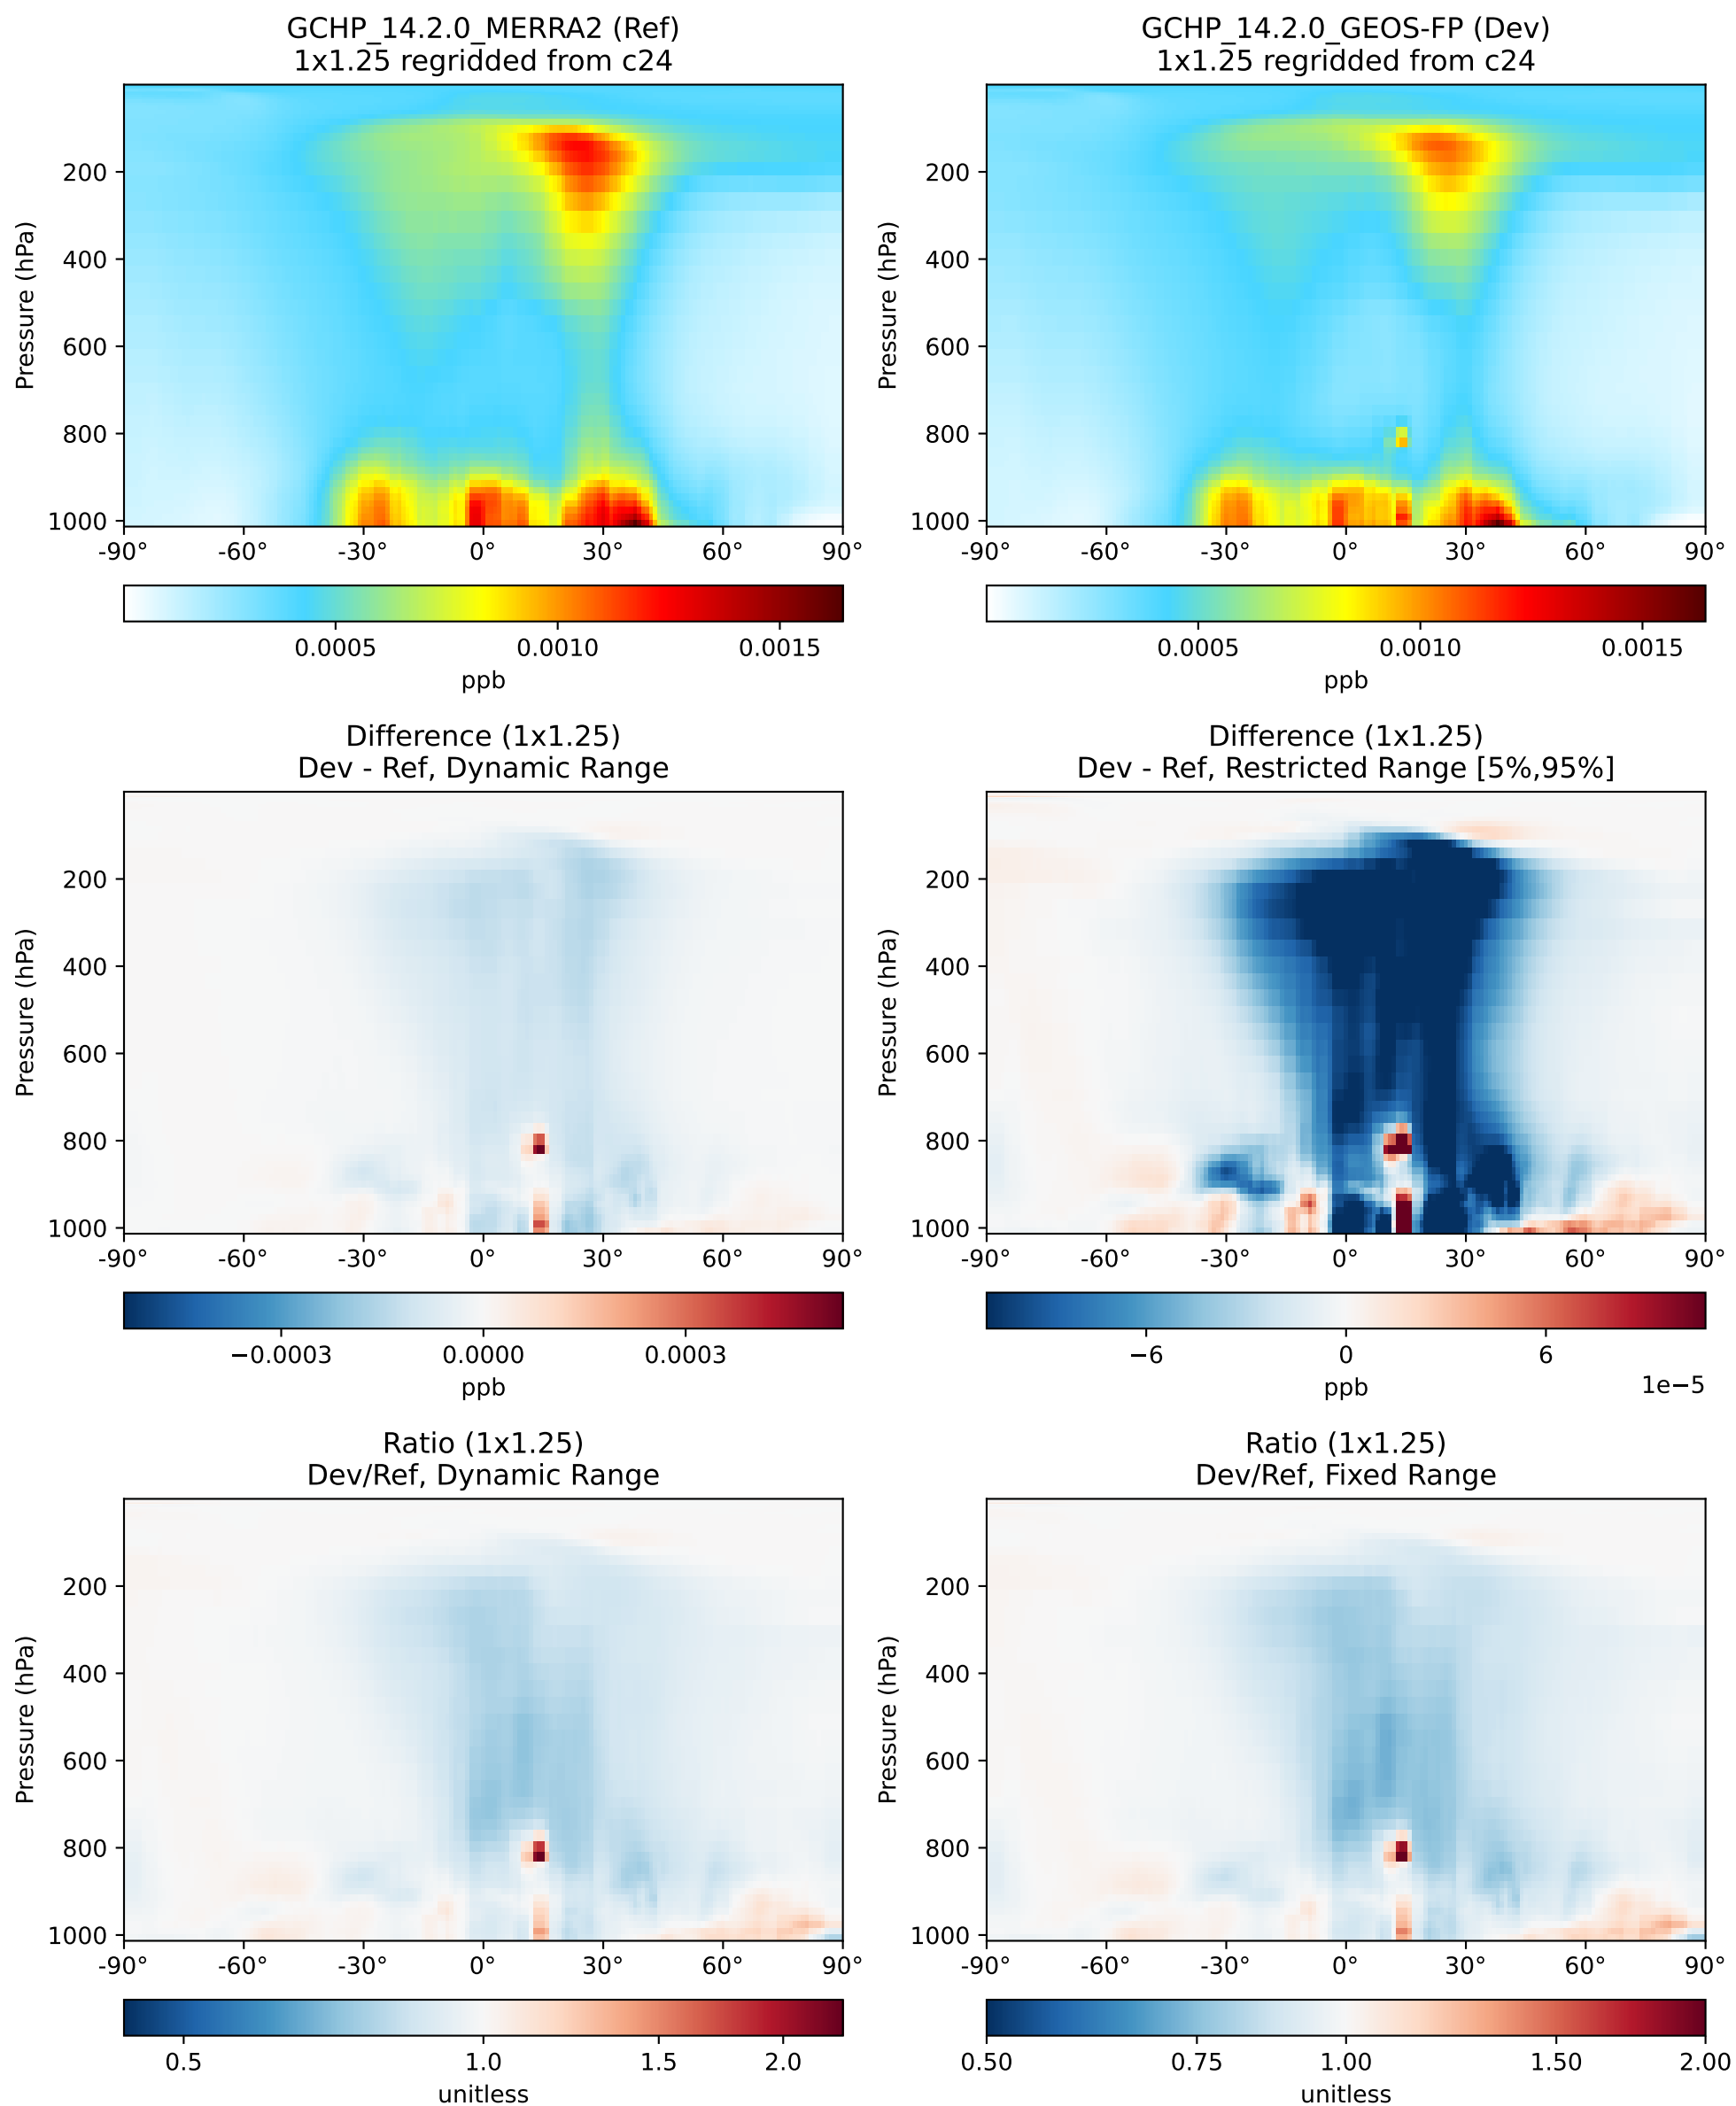 GCHP_14.2.0_MERRA2 (Ref)
1x1.25 regridded from c24
Pressure (hPa)
200
400
600
800
1000
-90° -60° -30° 0° 30° 60° 90°
0.0005 0.0010 0.0015
ppb
GCHP_14.2.0_GEOS-FP (Dev)
1x1.25 regridded from c24
Pressure (hPa)
200
400
600
800
1000
-90° -60° -30° 0° 30° 60° 90°
0.0005 0.0010 0.0015
ppb
Difference (1x1.25)
Dev - Ref, Dynamic Range
Pressure (hPa)
200
400
600
800
1000
-90° -60° -30° 0° 30° 60° 90°
−0.0003 0.0000 0.0003
ppb
Difference (1x1.25)
Dev - Ref, Restricted Range [5%,95%]
Pressure (hPa)
200
400
600
800
1000
-90° -60° -30° 0° 30° 60° 90°
−6 0 6
ppb
1e−5
Ratio (1x1.25)
Dev/Ref, Dynamic Range
Pressure (hPa)
200
400
600
800
1000
-90° -60° -30° 0° 30° 60° 90°
0.5 1.0 1.5 2.0
unitless
Ratio (1x1.25)
Dev/Ref, Fixed Range
Pressure (hPa)
200
400
600
800
1000
-90° -60° -30° 0° 30° 60° 90°
0.50 0.75 1.00 1.50 2.00
unitless